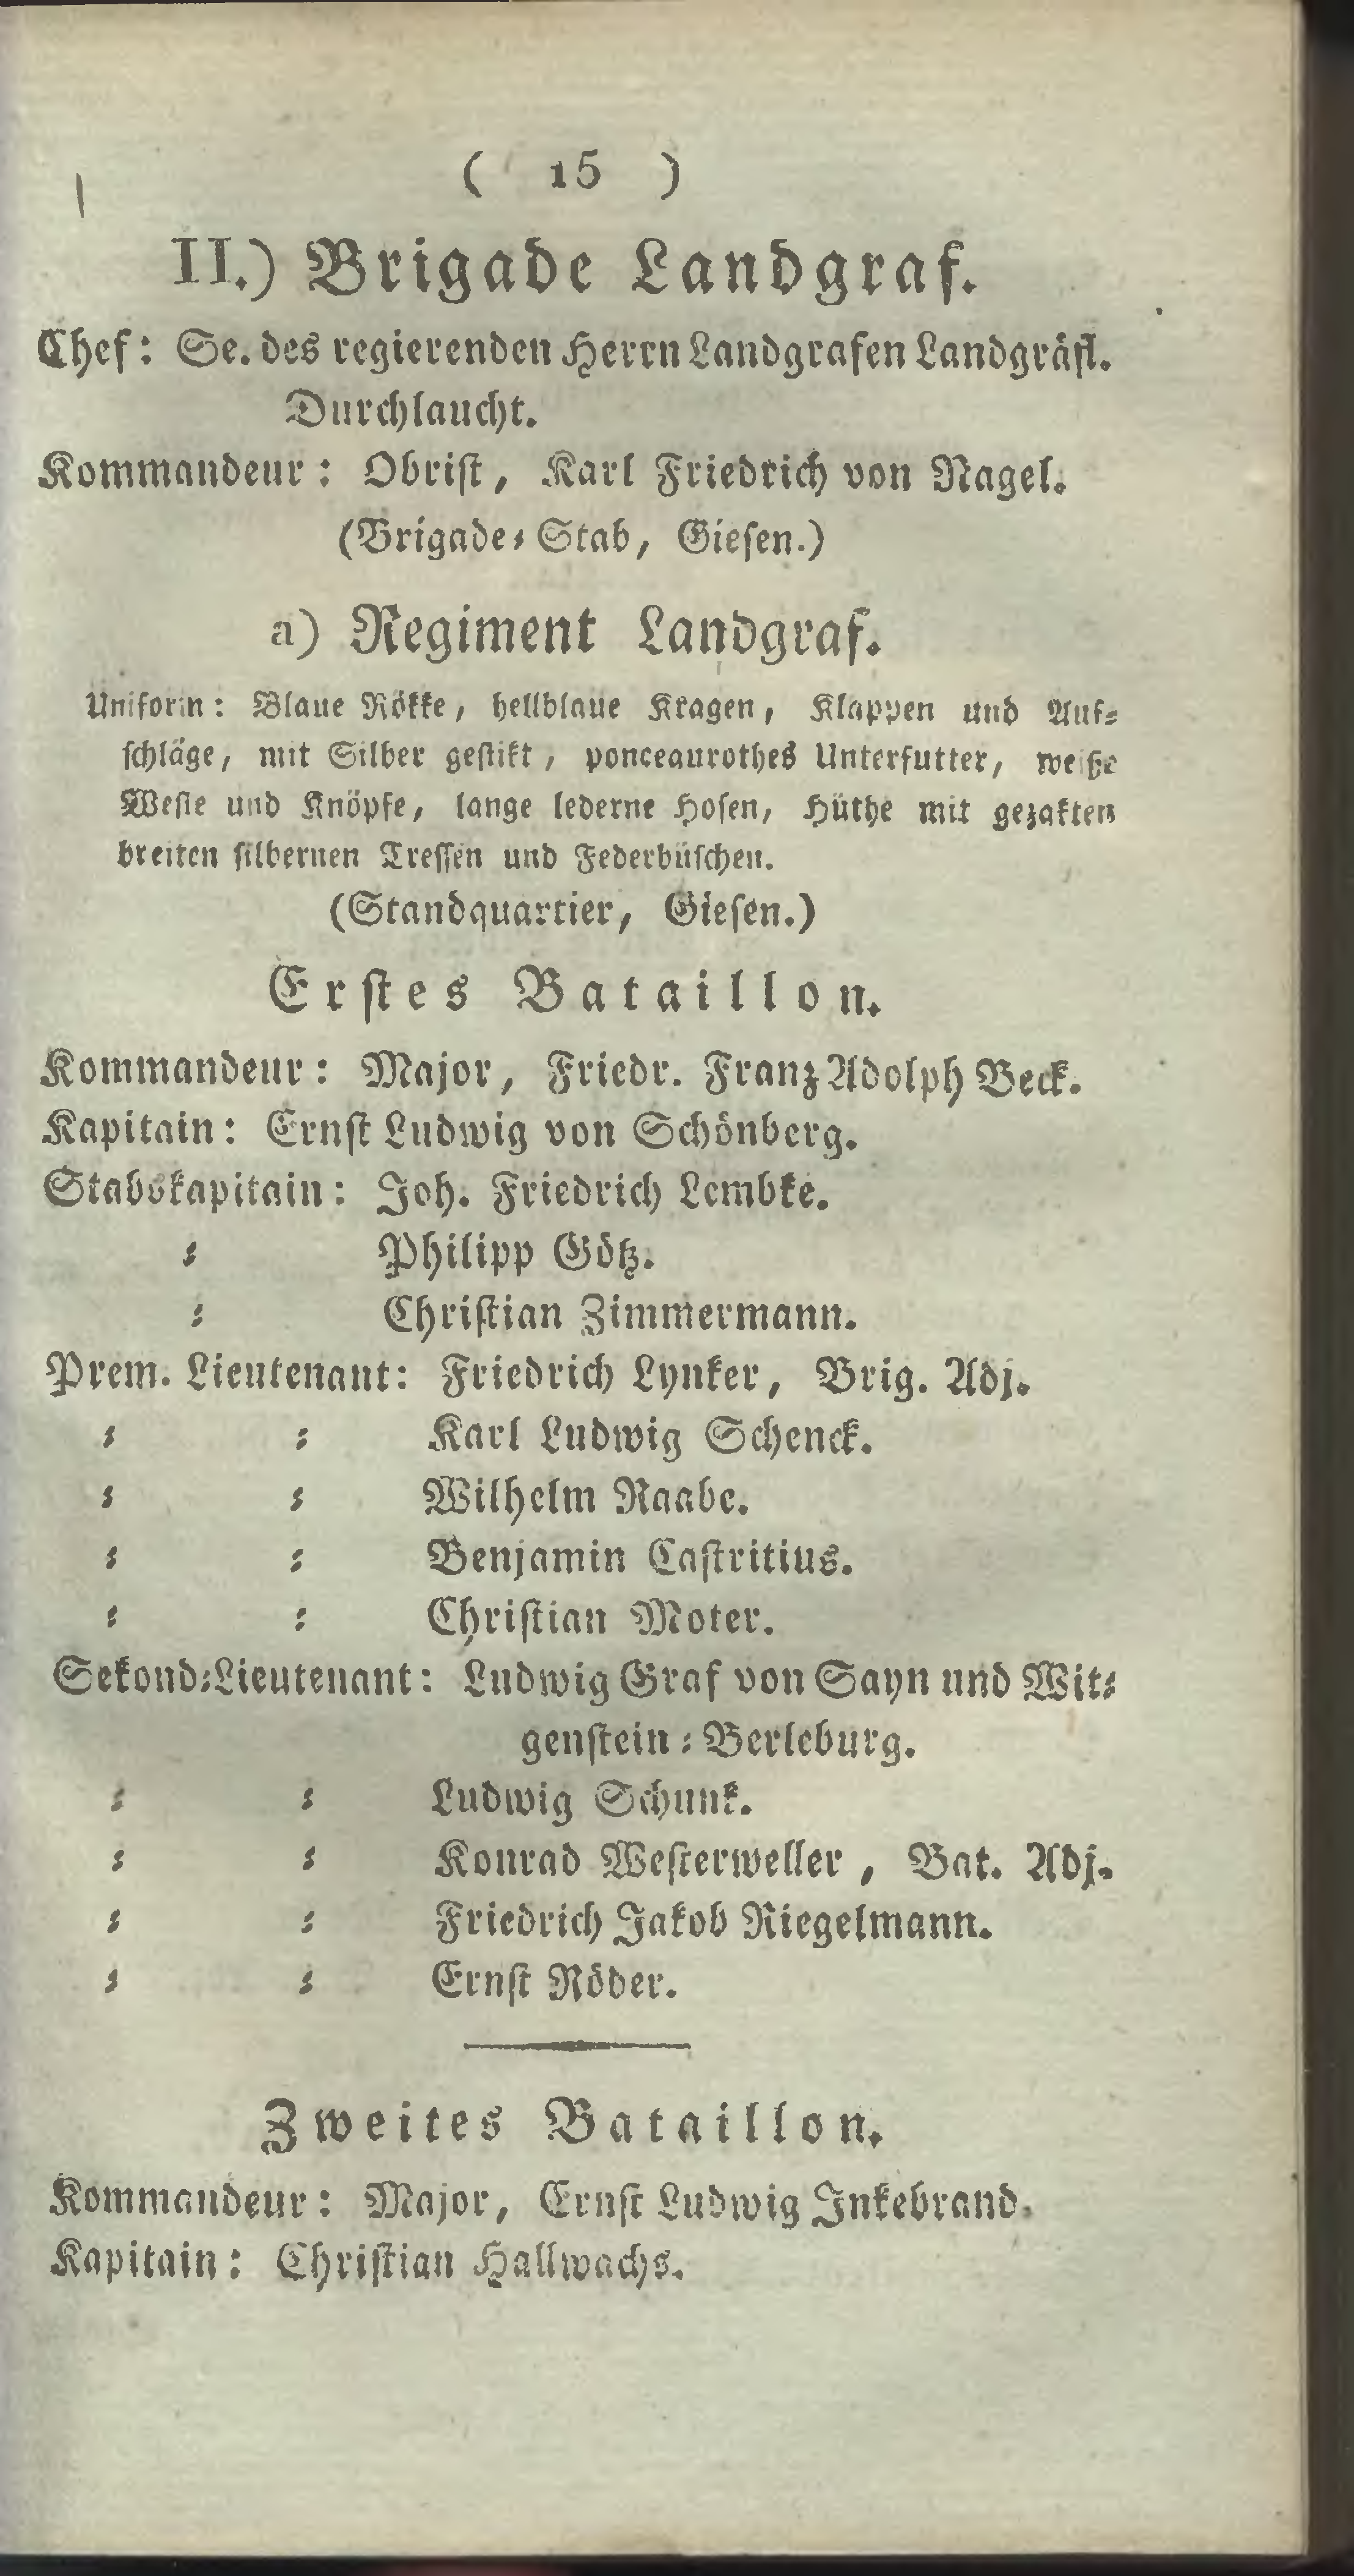 ( 15 )
II.) Brigade Landgraf.
Chef: Se. des regierenden Herrn Landgrafen Landgräfl.
Durchlaucht.
Kommandeur: Obrist, Karl Friedrich von Nagel.
(Brigade⸗Stab, Giesen.)
a) Regiment Landgraf.
Uniform: Blaue Rökke, hellblaue Kragen, Klappen und Auf⸗
schläge, mit Silber gestikt, ponceaurothes Unterfutter, weiße
Weste und Knöpfe, lange lederne Hosen, Hüthe mit gezakten
breiten silbernen Tressen und Federbüschen.
(Standquartier, Giesen.)
Erstes Bataillon.
Kommandeur: Major, Friedr. Franz Adolph Beck.
Kapitain: Ernst Ludwig von Schönberg.
Stabskapitain: Joh. Friedrich Lembke.
⸗ Philipp Götz.
⸗ Christian Zimmermann.
Prem. Lieutenant: Friedrich Lynker, Brig. Adj.
⸗ ⸗ Karl Ludwig Schenck.
⸗ ⸗ Wilhelm Raabe.
⸗ ⸗ Benjamin Castritius.
⸗ ⸗ Christian Moter.
Sekond⸗Lieutenant: Ludwig Graf von Sayn und Wit⸗
genstein⸗Berleburg.
⸗ ⸗ Ludwig Schunk.
⸗ ⸗ Konrad Westerweller, Bat. Adj.
⸗ ⸗ Friedrich Jakob Riegelmann.
⸗ ⸗ Ernst Röder.
Zweites Bataillon.
Kommandeur: Major, Ernst Ludwig Inkebrand.
Kapitain: Christian Hallwachs.